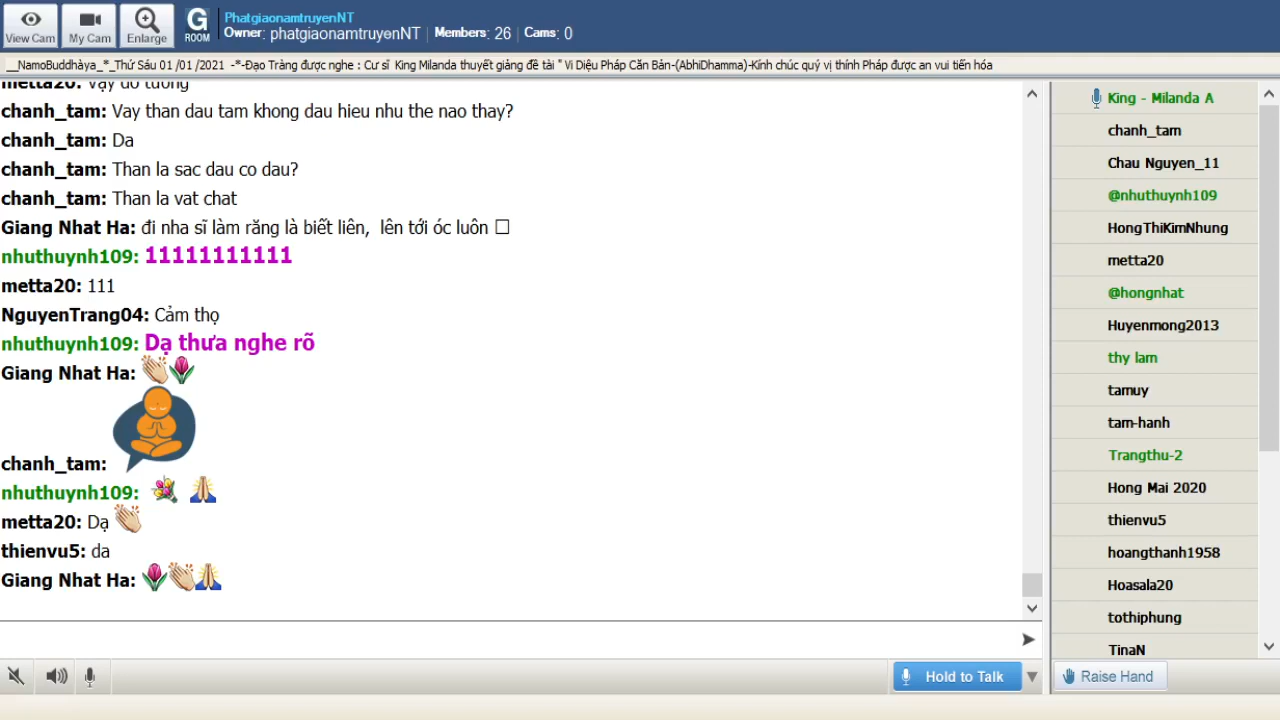 View Cam
My Cam
Enlarge
G
ROOM
PhatgiaonamtruyenNT
Owner: phatgiaonamtruyenNT | Members: 26 | Cams: 0
__NamoBuddhàya_*_Thứ Sáu 01 /01 /2021 -*-Đạo Tràng được nghe : Cư sĩ King Milanda thuyết giảng đề tài " Vi Diệu Pháp Căn Bản-(AbhiDhamma)-Kính chúc quý vị thính Pháp được an vui tiến hóa
metta20: Vậy do tưởng
chanh_tam: Vay than dau tam khong dau hieu nhu the nao thay?
chanh_tam: Da
chanh_tam: Than la sac dau co dau?
chanh_tam: Than la vat chat
Giang Nhat Ha: đi nha sĩ làm răng là biết liên, lên tới óc luôn □
nhuthuynh109: 11111111111
metta20: 111
NguyenTrang04: Cảm thọ
nhuthuynh109: Dạ thưa nghe rõ
Giang Nhat Ha: 👏🌷
chanh_tam:
nhuthuynh109: 💐 🙏
metta20: Dạ 👏
thienvu5: da
Giang Nhat Ha: 🌷👏🙏
King - Milanda A
chanh_tam
Chau Nguyen_11
@nhuthuynh109
HongThiKimNhung
metta20
@hongnhat
Huyenmong2013
thy lam
tamuy
tam-hanh
Trangthu-2
Hong Mai 2020
thienvu5
hoangthanh1958
Hoasala20
tothiphung
TinaN
Hold to Talk
Raise Hand